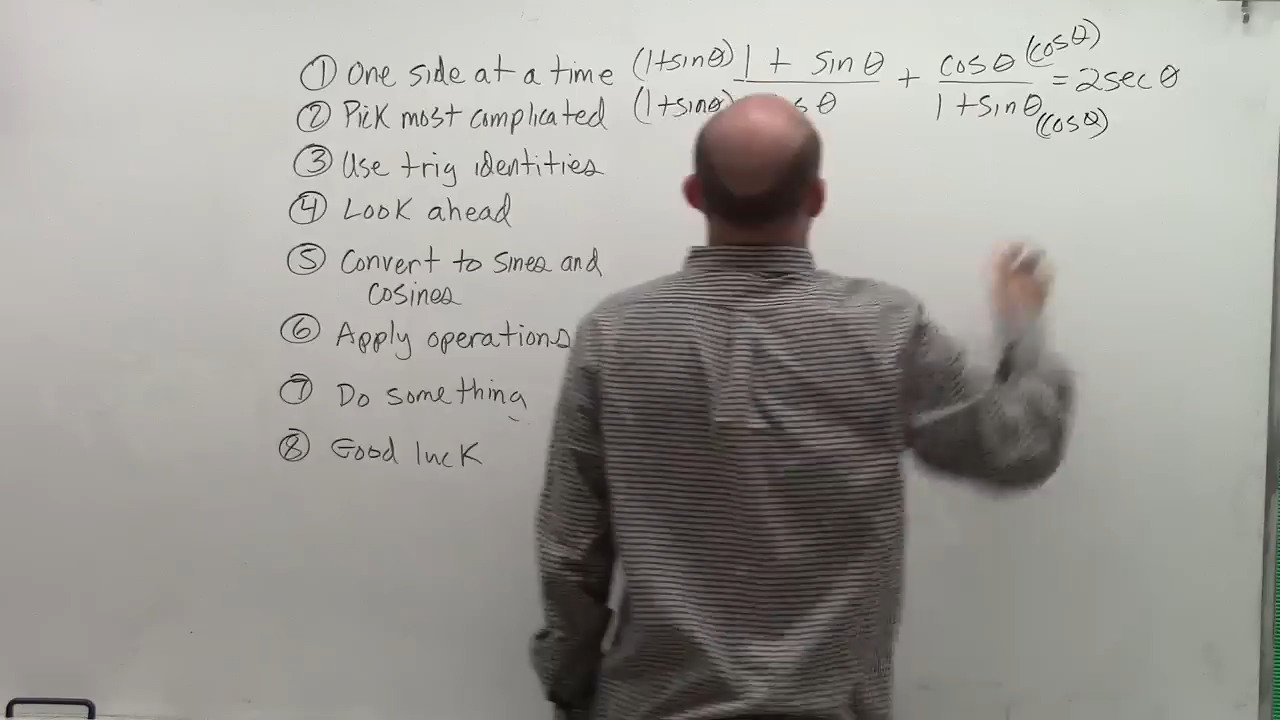 ① One side at a time
② Pick most complicated
③ Use trig identities
④ Look ahead
⑤ Convert to sines and
cosines
⑥ Apply operations
⑦ Do something
⑧ Good luck
(1+sinθ) 1 + sinθ + cosθ (cosθ) = 2secθ
(1+sinθ) θ 1+sinθ (cosθ)